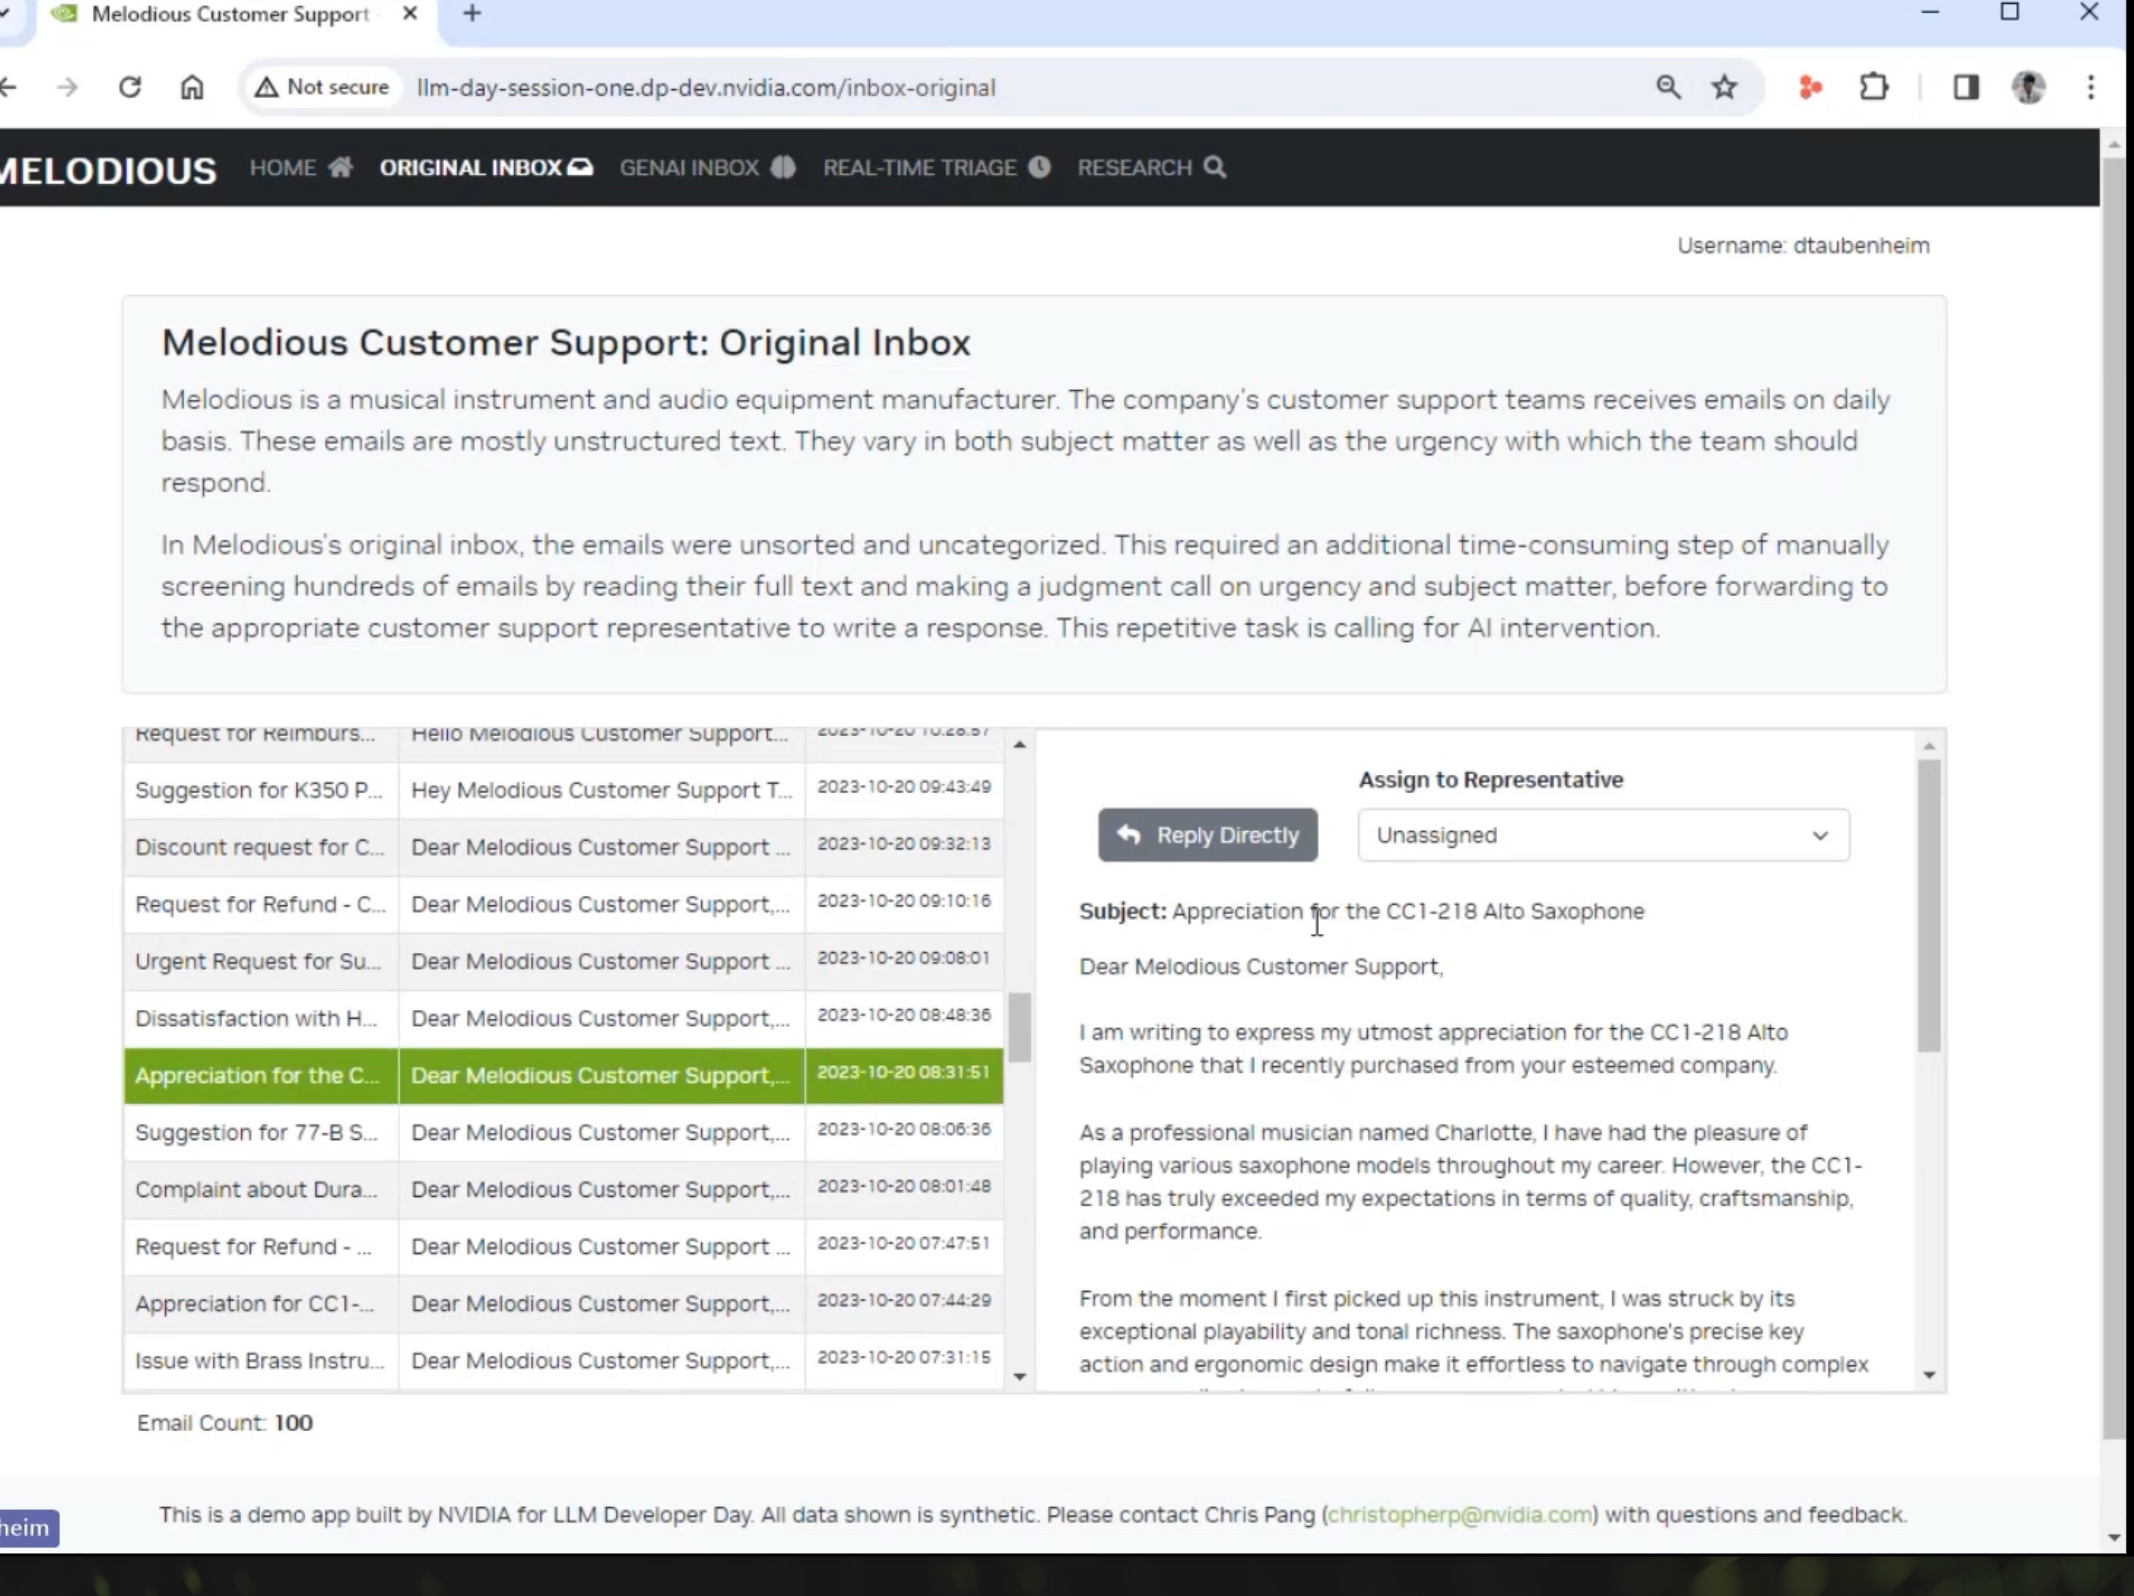 Melodious Customer Support
Not secure
llm-day-session-one.dp-dev.nvidia.com/inbox-original
MELODIOUS HOME ORIGINAL INBOX GENAI INBOX REAL-TIME TRIAGE RESEARCH
Username: dtaubenheim
Melodious Customer Support: Original Inbox
Melodious is a musical instrument and audio equipment manufacturer. The company's customer support teams receives emails on daily
basis. These emails are mostly unstructured text. They vary in both subject matter as well as the urgency with which the team should
respond.
In Melodious's original inbox, the emails were unsorted and uncategorized. This required an additional time-consuming step of manually
screening hundreds of emails by reading their full text and making a judgment call on urgency and subject matter, before forwarding to
the appropriate customer support representative to write a response. This repetitive task is calling for AI intervention.
Request for Reimburs... Hello Melodious Customer Support... 2023-10-20 10:28:57
Suggestion for K350 P... Hey Melodious Customer Support T... 2023-10-20 09:43:49
Discount request for C... Dear Melodious Customer Support ... 2023-10-20 09:32:13
Request for Refund - C... Dear Melodious Customer Support,... 2023-10-20 09:10:16
Urgent Request for Su... Dear Melodious Customer Support ... 2023-10-20 09:08:01
Dissatisfaction with H... Dear Melodious Customer Support,... 2023-10-20 08:48:36
Appreciation for the C... Dear Melodious Customer Support,... 2023-10-20 08:31:51
Suggestion for 77-B S... Dear Melodious Customer Support,... 2023-10-20 08:06:36
Complaint about Dura... Dear Melodious Customer Support,... 2023-10-20 08:01:48
Request for Refund - ... Dear Melodious Customer Support ... 2023-10-20 07:47:51
Appreciation for CC1-... Dear Melodious Customer Support,... 2023-10-20 07:44:29
Issue with Brass Instru... Dear Melodious Customer Support,... 2023-10-20 07:31:15
Email Count: 100
Assign to Representative
Reply Directly
Unassigned
Subject: Appreciation for the CC1-218 Alto Saxophone
Dear Melodious Customer Support,
I am writing to express my utmost appreciation for the CC1-218 Alto
Saxophone that I recently purchased from your esteemed company.
As a professional musician named Charlotte, I have had the pleasure of
playing various saxophone models throughout my career. However, the CC1-
218 has truly exceeded my expectations in terms of quality, craftsmanship,
and performance.
From the moment I first picked up this instrument, I was struck by its
exceptional playability and tonal richness. The saxophone's precise key
action and ergonomic design make it effortless to navigate through complex
This is a demo app built by NVIDIA for LLM Developer Day. All data shown is synthetic. Please contact Chris Pang (christopherp@nvidia.com) with questions and feedback.
heim